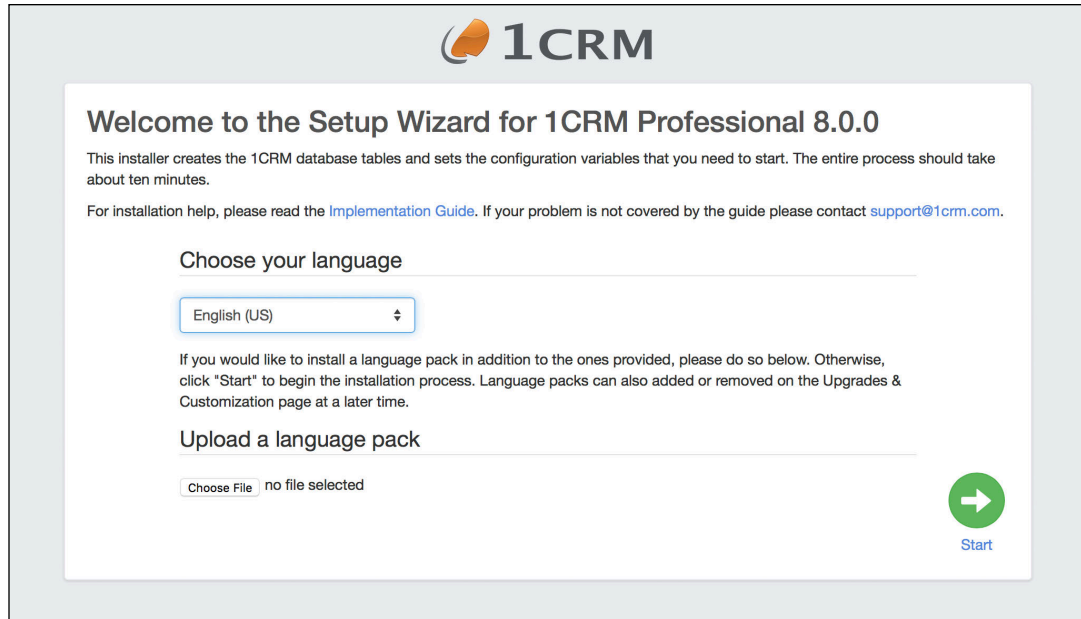 1CRM
Welcome to the Setup Wizard for 1CRM Professional 8.0.0
This installer creates the 1CRM database tables and sets the configuration variables that you need to start. The entire process should take
about ten minutes.
For installation help, please read the Implementation Guide. If your problem is not covered by the guide please contact support@1crm.com.
Choose your language
English (US)
If you would like to install a language pack in addition to the ones provided, please do so below. Otherwise,
click "Start" to begin the installation process. Language packs can also added or removed on the Upgrades &
Customization page at a later time.
Upload a language pack
Choose File no file selected
Start